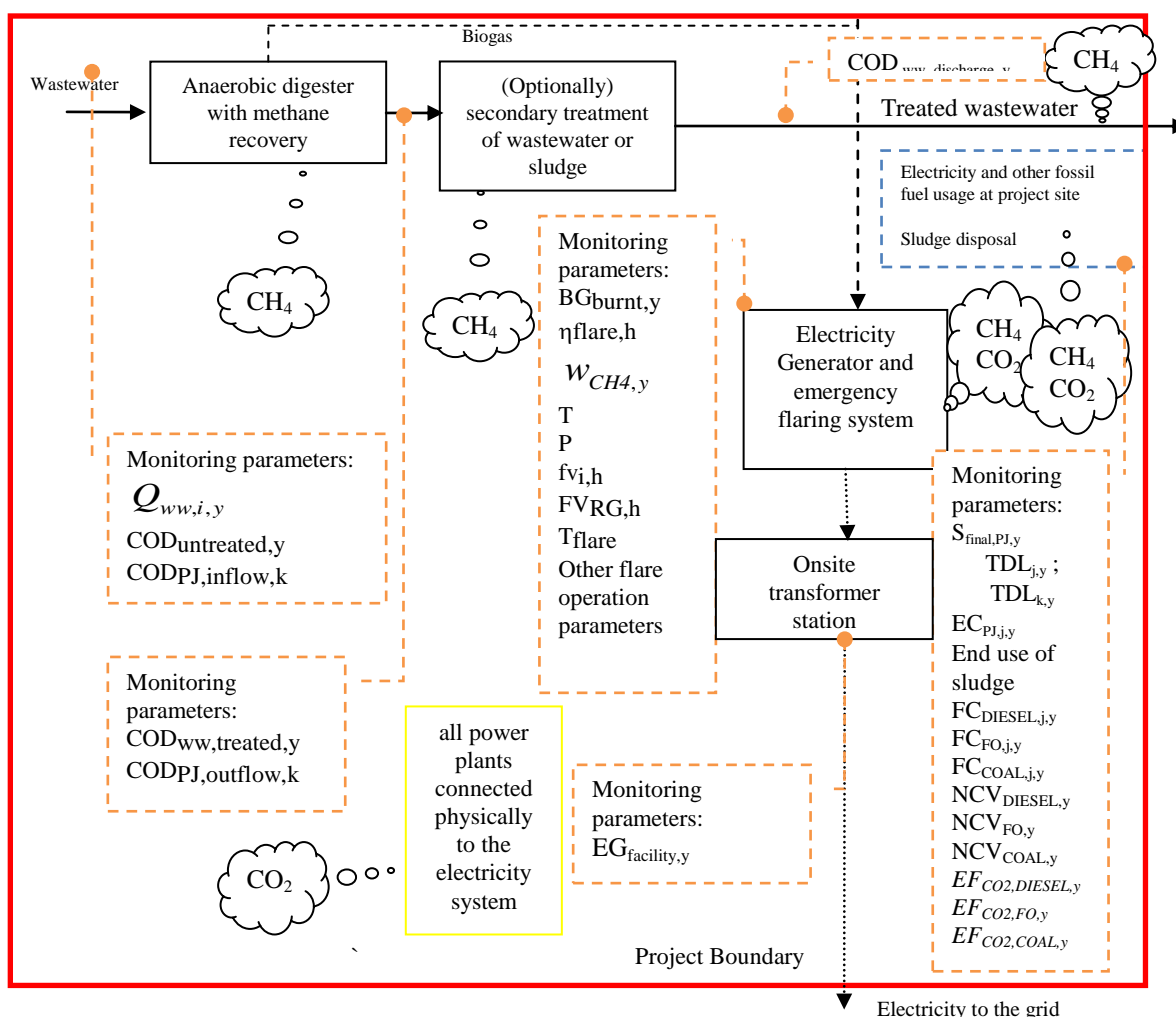 Biogas
Wastewater
Anaerobic digester
with methane
recovery
(Optionally)
secondary treatment
of wastewater or
sludge
COD ww, discharge, y
CH4
Treated wastewater
Electricity and other fossil
fuel usage at project site
Sludge disposal
CH4
CH4
Monitoring
parameters:
BGburnt,y
ηflare,h
wCH4,y
T
P
fvi,h
FVRG,h
Tflare
Other flare
operation
parameters
Electricity
Generator and
emergency
flaring system
CH4
CO2
CH4
CO2
Monitoring parameters:
Qww,i,y
CODuntreated,y
CODPJ,inflow,k
Onsite
transformer
station
Monitoring
parameters:
Sfinal,PJ,y
TDLj,y ;
TDLk,y
ECPJ,j,y
End use of
sludge
FCDIESEL,j,y
FCFO,j,y
FCCOAL,j,y
NCVDIESEL,y
NCVFO,y
NCVCOAL,y
EFCO2,DIESEL,y
EFCO2,FO,y
EFCO2,COAL,y
Monitoring
parameters:
CODww,treated,y
CODPJ,outflow,k
all power
plants
connected
physically
to the
electricity
system
Monitoring
parameters:
EGfacility,y
CO2
`
Project Boundary
Electricity to the grid